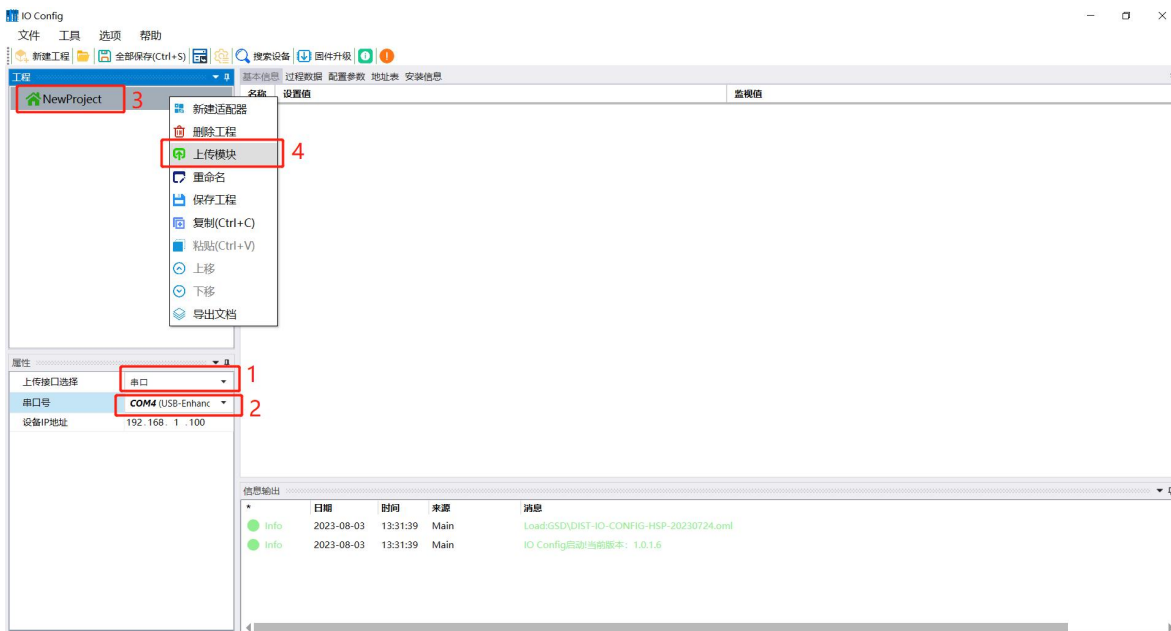 IO Config
文件 工具 选项 帮助
新建工程 全部保存(Ctrl+S) 搜索设备 固件升级
工程
基本信息 过程数据 配置参数 地址表 安装信息
NewProject 3
名称 设置值 监视值
新建适配器
删除工程
上传模块 4
重命名
保存工程
复制(Ctrl+C)
粘贴(Ctrl+V)
上移
下移
导出文档
属性
上传接口选择 串口 1
串口号 COM4 (USB-Enhanc 2
设备IP地址 192.168. 1 .100
信息输出
* 日期 时间 来源 消息
Info 2023-08-03 13:31:39 Main Load:GSD\DIST-IO-CONFIG-HSP-20230724.oml
Info 2023-08-03 13:31:39 Main IO Config启动!当前版本：1.0.1.6